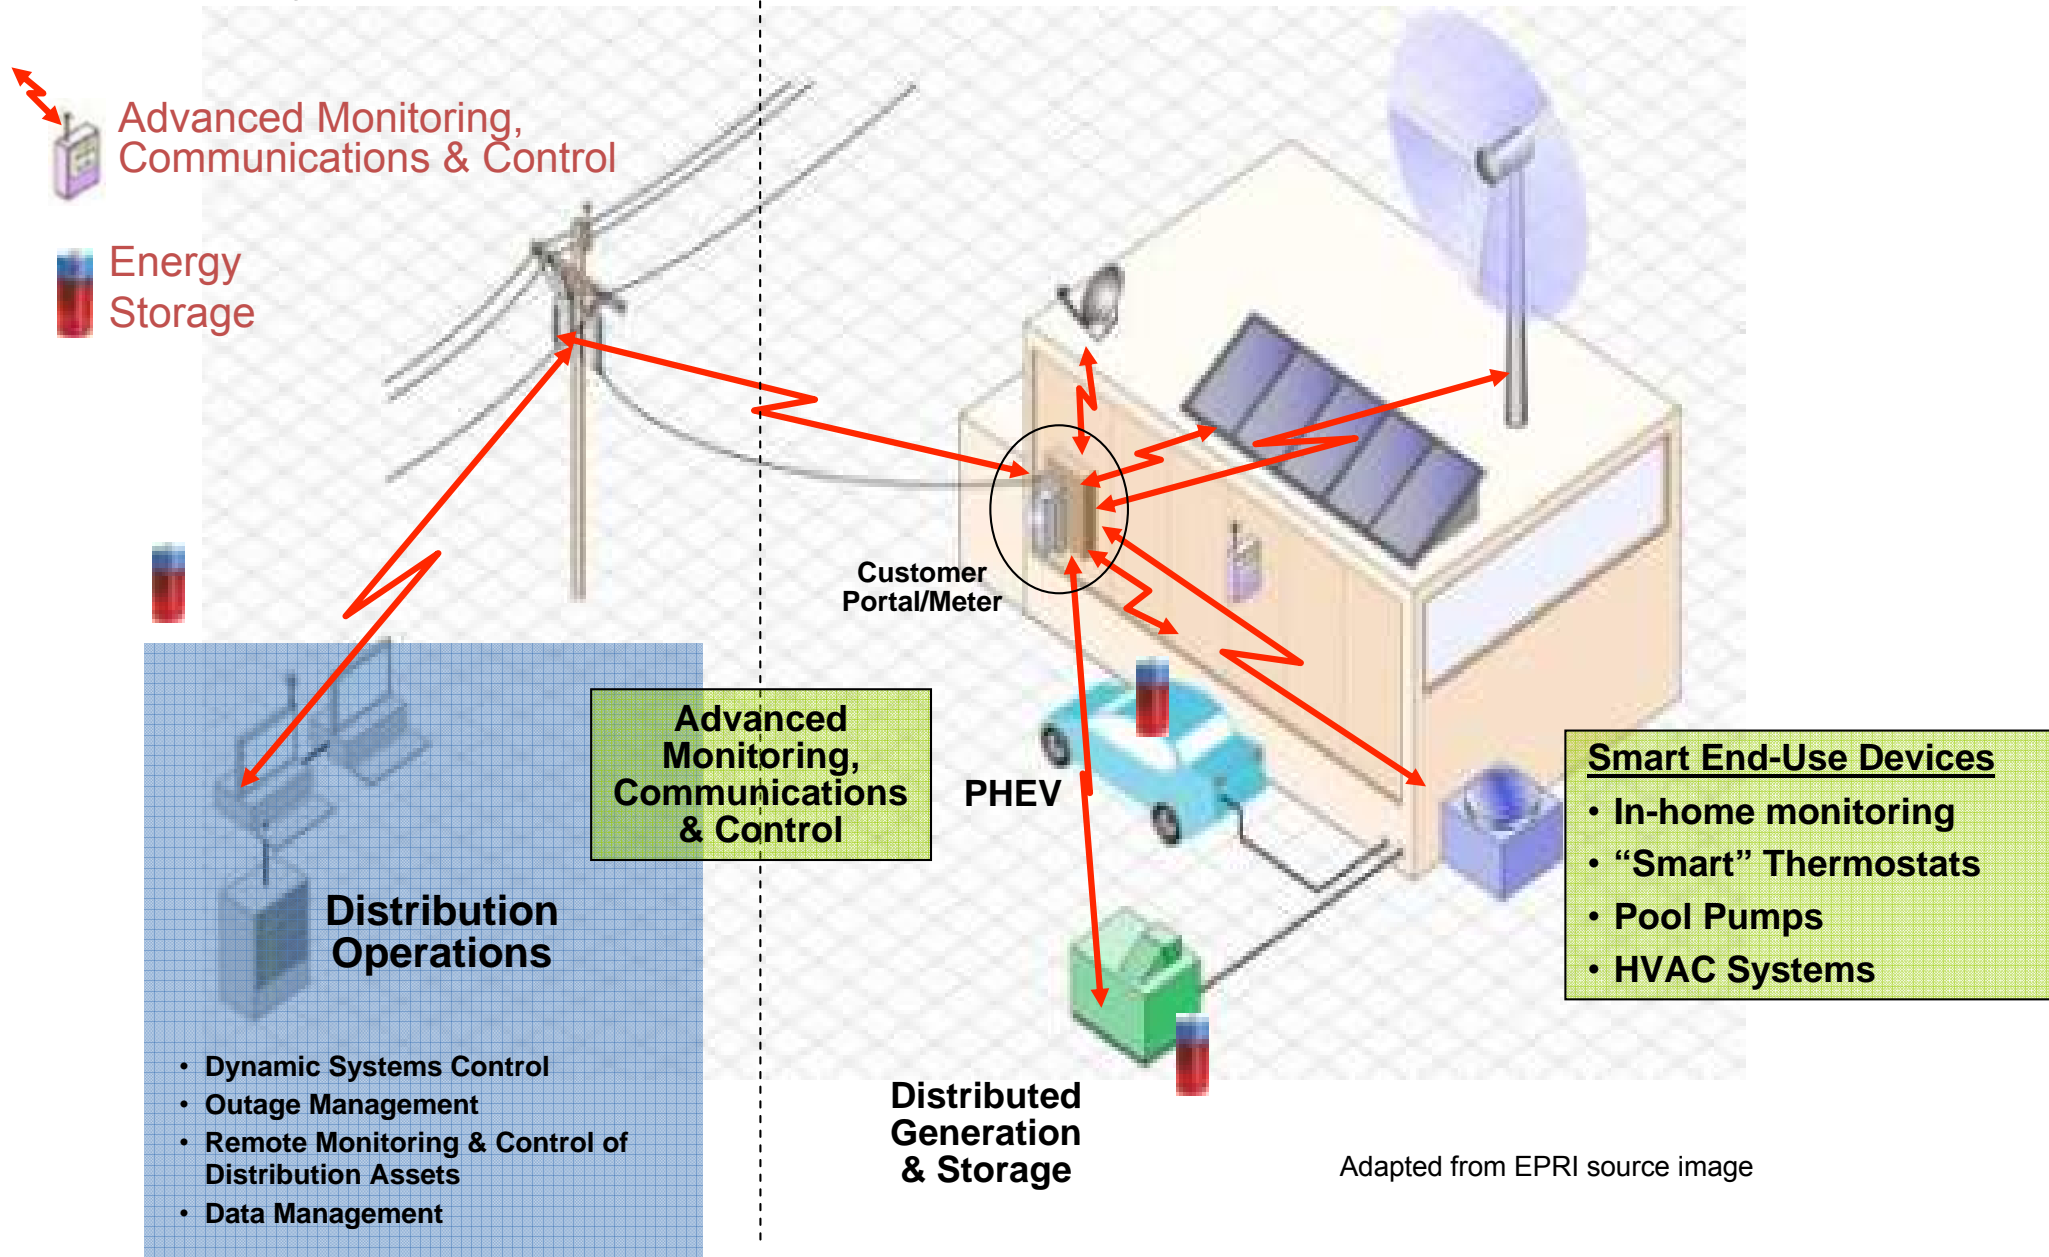 Advanced Monitoring,
Communications & Control
Energy
Storage
Customer
Portal/Meter
Advanced
Monitoring,
Communications
& Control
PHEV
Smart End-Use Devices
• In-home monitoring
• “Smart” Thermostats
• Pool Pumps
• HVAC Systems
Distribution
Operations
• Dynamic Systems Control
• Outage Management
• Remote Monitoring & Control of
Distribution Assets
• Data Management
Distributed
Generation
& Storage
Adapted from EPRI source image